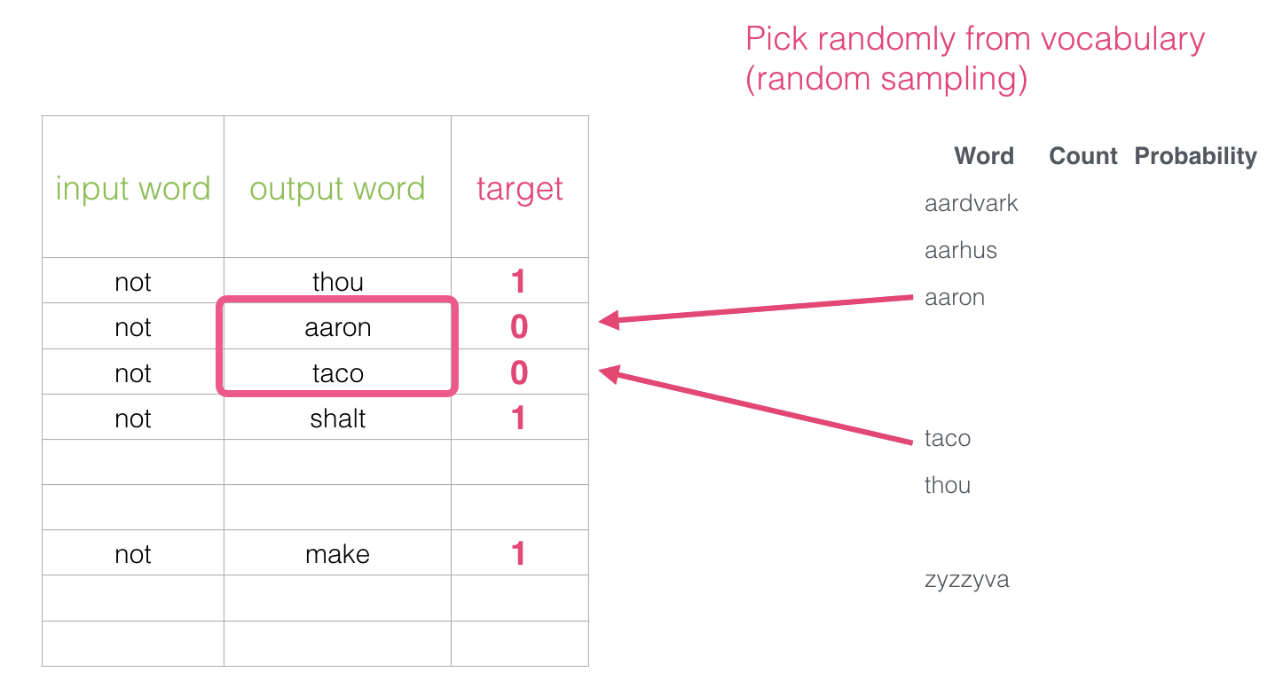 Pick randomly from vocabulary
(random sampling)
input word output word target
not thou 1
not aaron 0
not taco 0
not shalt 1
not make 1
Word Count Probability
aardvark
aarhus
aaron
taco
thou
zyzzyva